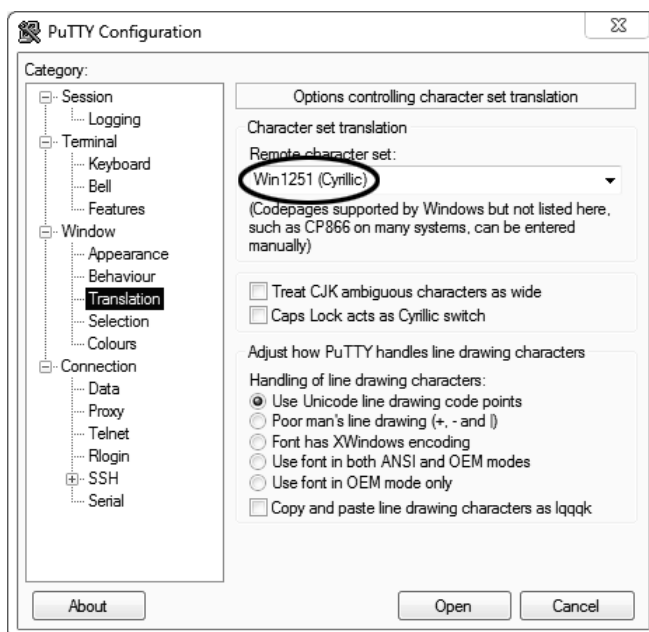 PuTTY Configuration
Category:
Session
Logging
Terminal
Keyboard
Bell
Features
Window
Appearance
Behaviour
Translation
Selection
Colours
Connection
Data
Proxy
Telnet
Rlogin
SSH
Serial
Options controlling character set translation
Character set translation
Remote character set:
Win1251 (Cyrillic)
(Codepages supported by Windows but not listed here,
such as CP866 on many systems, can be entered
manually)
Treat CJK ambiguous characters as wide
Caps Lock acts as Cyrillic switch
Adjust how PuTTY handles line drawing characters
Handling of line drawing characters:
Use Unicode line drawing code points
Poor man's line drawing (+, - and |)
Font has XWindows encoding
Use font in both ANSI and OEM modes
Use font in OEM mode only
Copy and paste line drawing characters as lqqqk
About
Open
Cancel